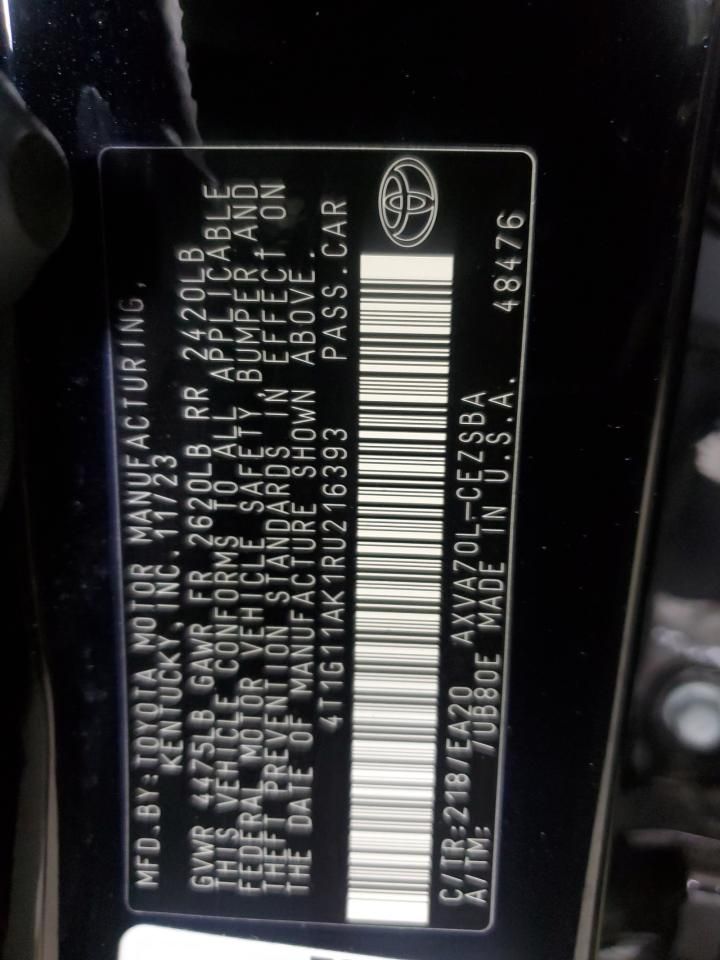 MFD.BY:TOYOTA MOTOR MANUFACTURING,
KENTUCKY, INC. 11/23
GVWR 4475LB GAWR FR 2620LB RR 2420LB
THIS VEHICLE CONFORMS TO ALL APPLICABLE
FEDERAL MOTOR VEHICLE SAFETY, BUMPER, AND
THEFT PREVENTION STANDARDS IN EFFECT ON
THE DATE OF MANUFACTURE SHOWN ABOVE.
4T1G11AK1RU216393 PASS.CAR
C/TR:218/EA20 AXVA70L-CEZSBA
A/TM: /UB80E MADE IN U.S.A. 48476